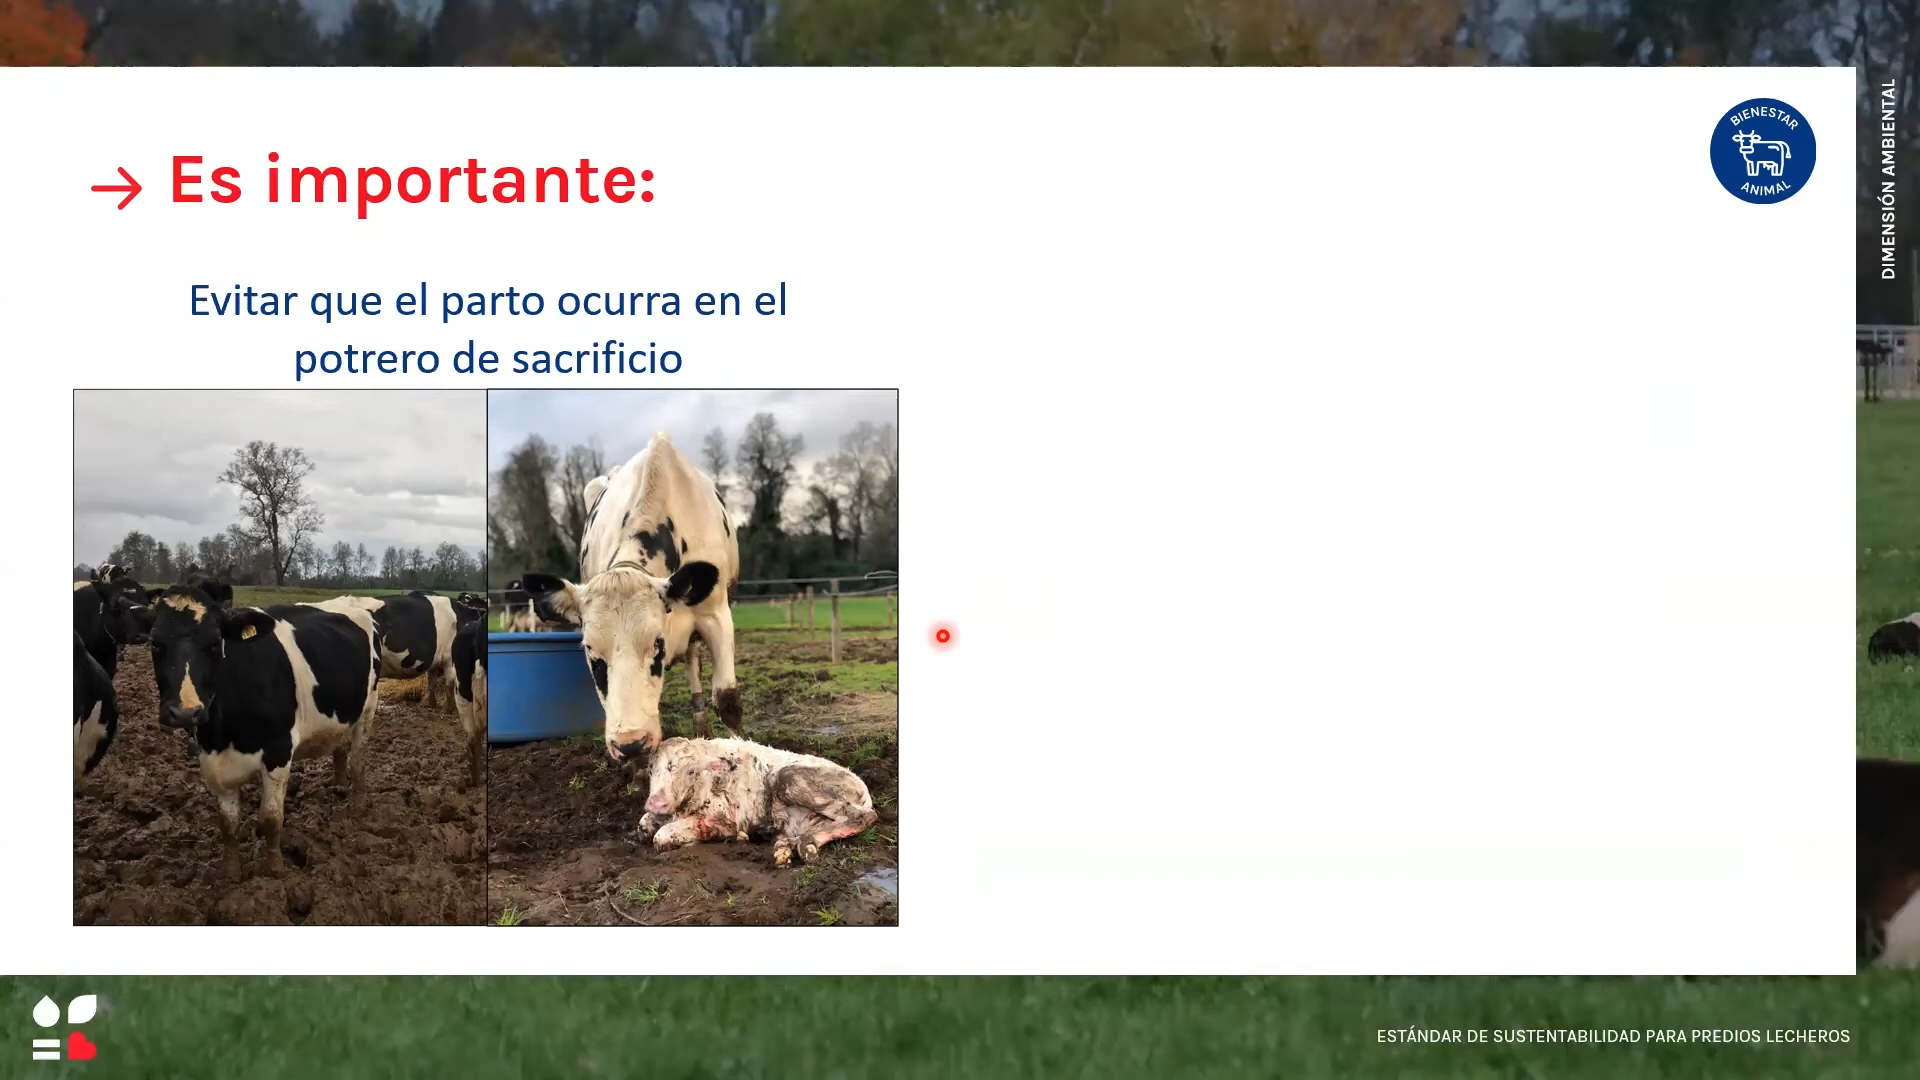 BIENESTAR
ANIMAL
DIMENSIÓN AMBIENTAL
→ Es importante:
Evitar que el parto ocurra en el
potrero de sacrificio
ESTÁNDAR DE SUSTENTABILIDAD PARA PREDIOS LECHEROS